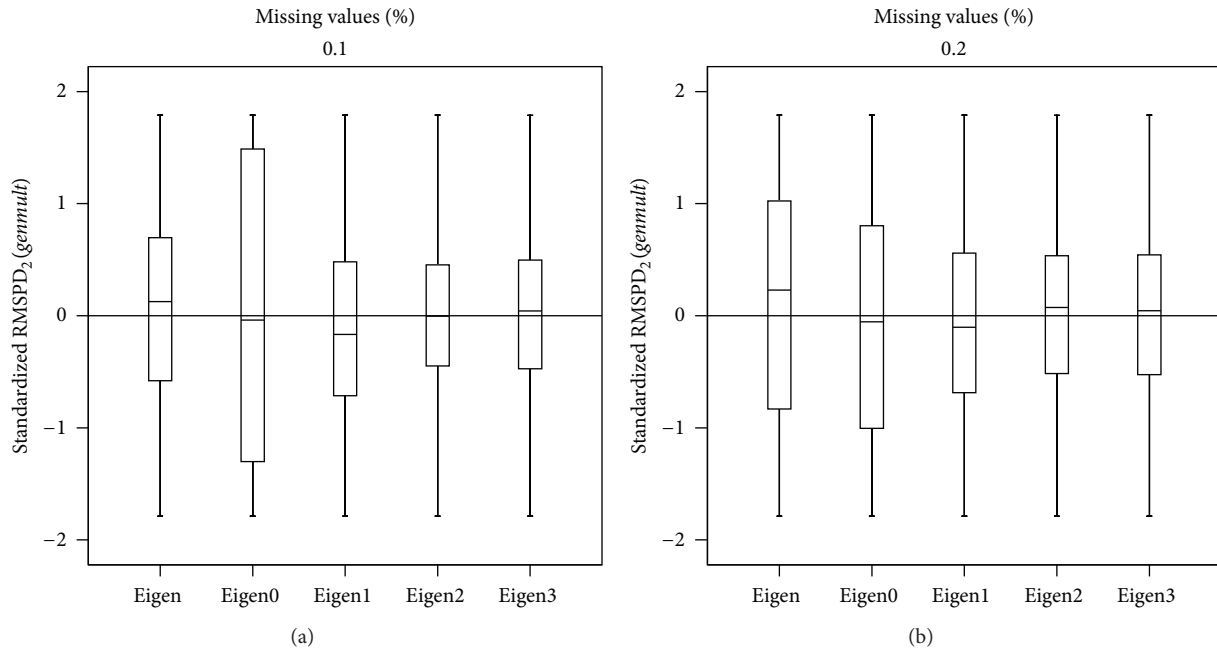 Missing values (%)
0.1
2
1
0
−1
−2
Standardized RMSPD₂ (genmult)
Eigen Eigen0 Eigen1 Eigen2 Eigen3
(a)
Missing values (%)
0.2
2
1
0
−1
−2
Standardized RMSPD₂ (genmult)
Eigen Eigen0 Eigen1 Eigen2 Eigen3
(b)